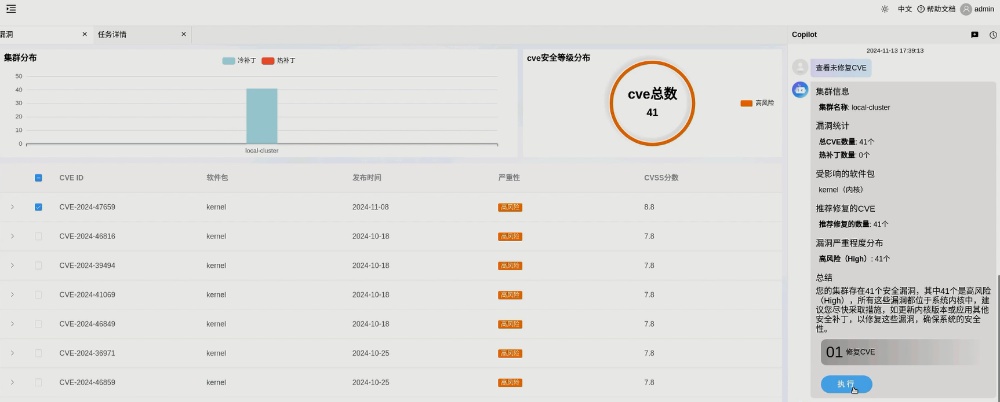 中文 帮助文档 admin
漏洞 × 任务详情 ×
Copilot
集群分布
冷补丁 热补丁
50
40
30
20
10
0
local-cluster
cve安全等级分布
cve总数
41
高风险
CVE ID 软件包 发布时间 严重性 CVSS分数
CVE-2024-47659 kernel 2024-11-08 高风险 8.8
CVE-2024-46816 kernel 2024-10-18 高风险 7.8
CVE-2024-39494 kernel 2024-10-18 高风险 7.8
CVE-2024-41069 kernel 2024-10-18 高风险 7.8
CVE-2024-46849 kernel 2024-10-18 高风险 7.8
CVE-2024-36971 kernel 2024-10-25 高风险 7.8
CVE-2024-46859 kernel 2024-10-25 高风险 7.8
2024-11-13 17:39:13
查看未修复CVE
集群信息
集群名称: local-cluster
漏洞统计
总CVE数量: 41个
热补丁数量: 0个
受影响的软件包
kernel（内核）
推荐修复的CVE
推荐修复的数量: 41个
漏洞严重程度分布
高风险（High）: 41个
总结
您的集群存在41个安全漏洞，其中41个是高风险
（High），所有这些漏洞都位于系统内核中，建
议您尽快采取措施，如更新内核版本或应用其他
安全补丁，以修复这些漏洞，确保系统的安全
性。
01 修复CVE
执行